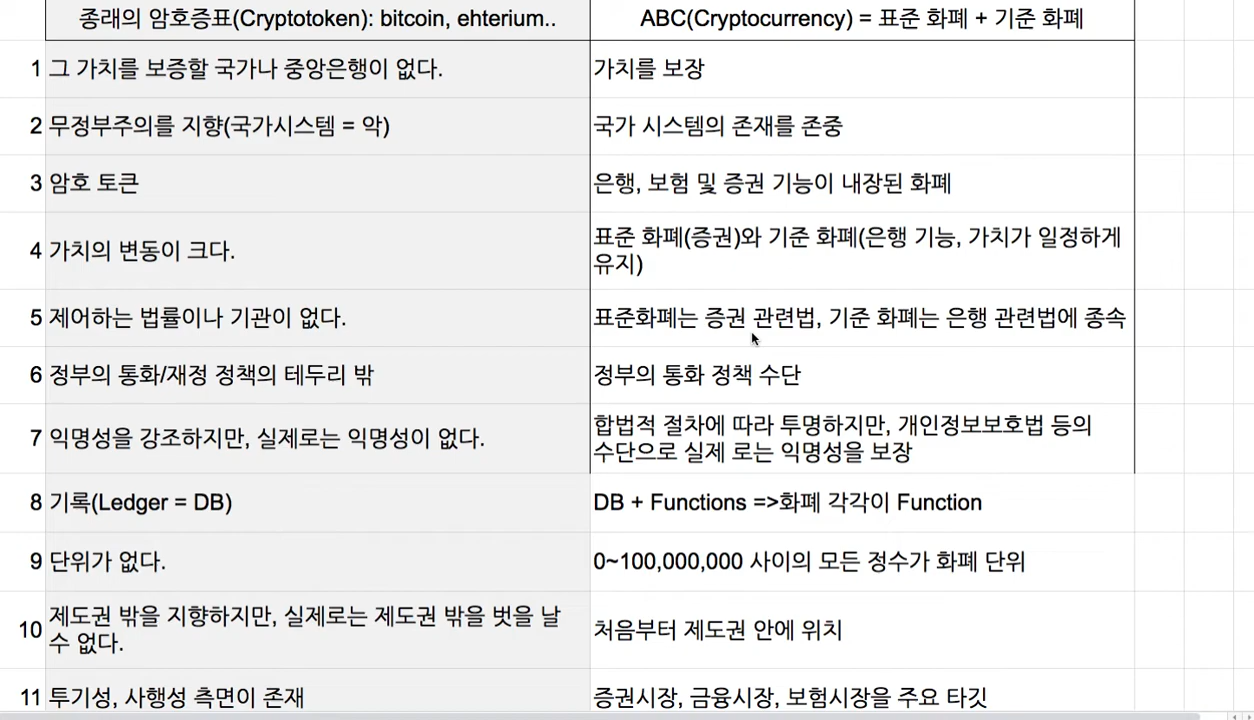 종래의 암호증표(Cryptotoken): bitcoin, ehterium..
ABC(Cryptocurrency) = 표준 화폐 + 기준 화폐
1 그 가치를 보증할 국가나 중앙은행이 없다.
가치를 보장
2 무정부주의를 지향(국가시스템 = 악)
국가 시스템의 존재를 존중
3 암호 토큰
은행, 보험 및 증권 기능이 내장된 화폐
4 가치의 변동이 크다.
표준 화폐(증권)와 기준 화폐(은행 기능, 가치가 일정하게
유지)
5 제어하는 법률이나 기관이 없다.
표준화폐는 증권 관련법, 기준 화폐는 은행 관련법에 종속
6 정부의 통화/재정 정책의 테두리 밖
정부의 통화 정책 수단
7 익명성을 강조하지만, 실제로는 익명성이 없다.
합법적 절차에 따라 투명하지만, 개인정보보호법 등의
수단으로 실제 로는 익명성을 보장
8 기록(Ledger = DB)
DB + Functions =>화폐 각각이 Function
9 단위가 없다.
0~100,000,000 사이의 모든 정수가 화폐 단위
10 제도권 밖을 지향하지만, 실제로는 제도권 밖을 벗을 날
수 없다.
처음부터 제도권 안에 위치
11 투기성, 사행성 측면이 존재
증권시장, 금융시장, 보험시장을 주요 타깃